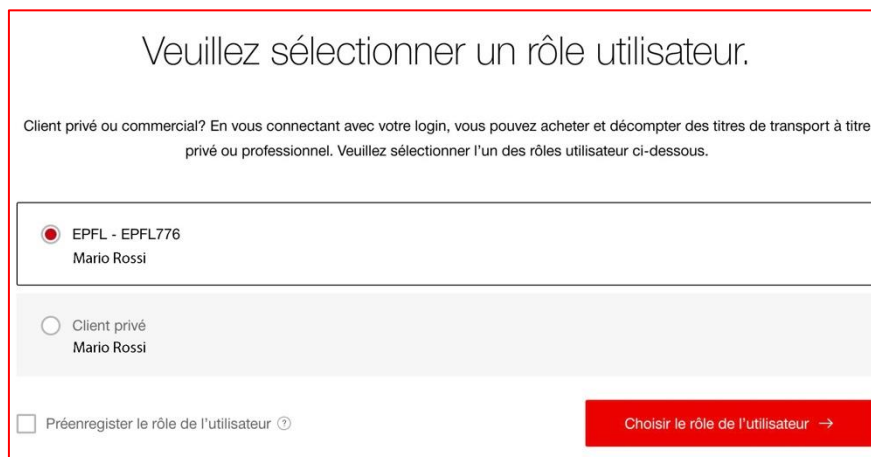 Veuillez sélectionner un rôle utilisateur.
Client privé ou commercial? En vous connectant avec votre login, vous pouvez acheter et décompter des titres de transport à titre
privé ou professionnel. Veuillez sélectionner l'un des rôles utilisateur ci-dessous.
EPFL - EPFL776
Mario Rossi
Client privé
Mario Rossi
Préenregister le rôle de l'utilisateur ?
Choisir le rôle de l'utilisateur →